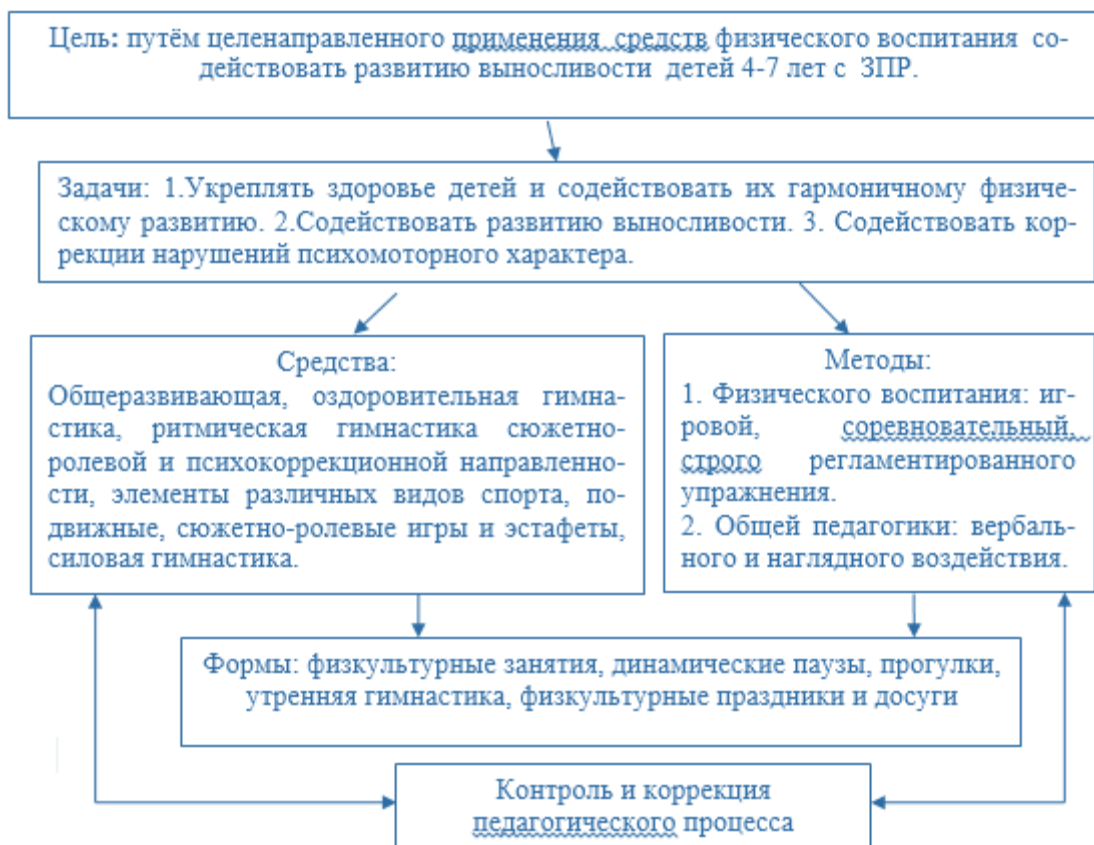 Цель: путём целенаправленного применения средств физического воспитания со-
действовать развитию выносливости детей 4-7 лет с ЗПР.
Задачи: 1.Укреплять здоровье детей и содействовать их гармоничному физиче-
скому развитию. 2.Содействовать развитию выносливости. 3. Содействовать кор-
рекции нарушений психомоторного характера.
Средства:
Общеразвивающая, оздоровительная гимна-
стика, ритмическая гимнастика сюжетно-
ролевой и психокоррекционной направленно-
сти, элементы различных видов спорта, по-
движные, сюжетно-ролевые игры и эстафеты,
силовая гимнастика.
Методы:
1. Физического воспитания: иг-
ровой, соревновательный,
строго регламентированного
упражнения.
2. Общей педагогики: вербаль-
ного и наглядного воздействия.
Формы: физкультурные занятия, динамические паузы, прогулки,
утренняя гимнастика, физкультурные праздники и досуги
Контроль и коррекция
педагогического процесса